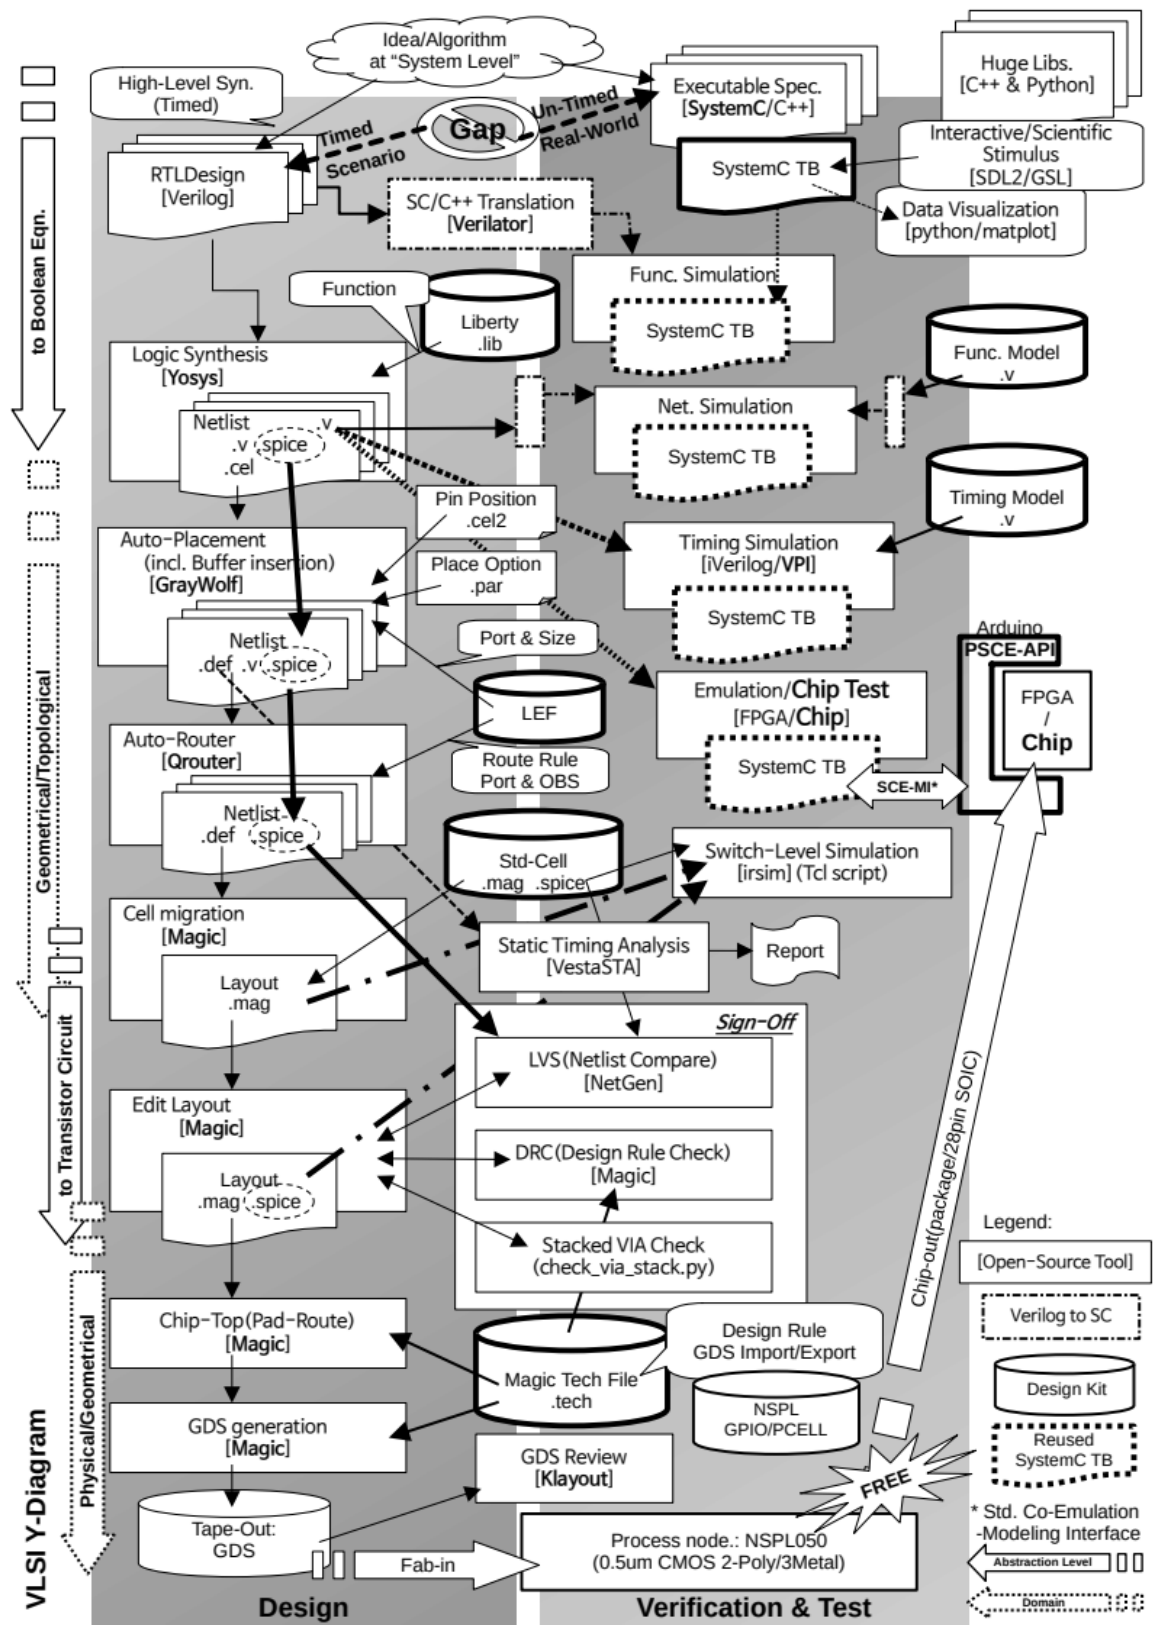 Idea/Algorithm
at “System Level”
High-Level Syn.
(Timed)
Executable Spec.
[SystemC/C++]
Huge Libs.
[C++ & Python]
Gap
Timed
Scenario
Un-Timed
Real-World
RTLDesign
[Verilog]
SystemC TB
Interactive/Scientific
Stimulus
[SDL2/GSL]
SC/C++ Translation
[Verilator]
Data Visualization
[python/matplot]
to Boolean Eqn.
Function
Liberty
.lib
Func. Simulation
SystemC TB
Func. Model
.v
Logic Synthesis
[Yosys]
Netlist
.v
.v .spice
.cel
Net. Simulation
SystemC TB
Timing Model
.v
Pin Position
.cel2
Auto-Placement
(incl. Buffer insertion)
[GrayWolf]
Place Option
.par
Timing Simulation
[iVerilog/VPI]
SystemC TB
Netlist
.def .v .spice
Port & Size
Arduino
PSCE-API
FPGA
/
Chip
LEF
Emulation/Chip Test
[FPGA/Chip]
SystemC TB
SCE-MI*
Geometrical/Topological
Auto-Router
[Qrouter]
Route Rule
Port & OBS
Netlist
.def .spice
Std-Cell
.mag .spice
Switch-Level Simulation
[irsim] (Tcl script)
Cell migration
[Magic]
Layout
.mag
Static Timing Analysis
[VestaSTA]
Report
Sign-Off
LVS(Netlist Compare)
[NetGen]
to Transistor Circuit
Edit Layout
[Magic]
Layout
.mag .spice
DRC(Design Rule Check)
[Magic]
Stacked VIA Check
(check_via_stack.py)
Chip-out(package/28pin SOIC)
Legend:
[Open-Source Tool]
Verilog to SC
Design Kit
Reused
SystemC TB
* Std. Co-Emulation
-Modeling Interface
Abstraction Level
Domain
Chip-Top(Pad-Route)
[Magic]
Magic Tech File
.tech
Design Rule
GDS Import/Export
NSPL
GPIO/PCELL
GDS generation
[Magic]
GDS Review
[Klayout]
FREE
Physical/Geometrical
VLSI Y-Diagram
Tape-Out:
GDS
Fab-in
Process node.: NSPL050
(0.5um CMOS 2-Poly/3Metal)
Design
Verification & Test